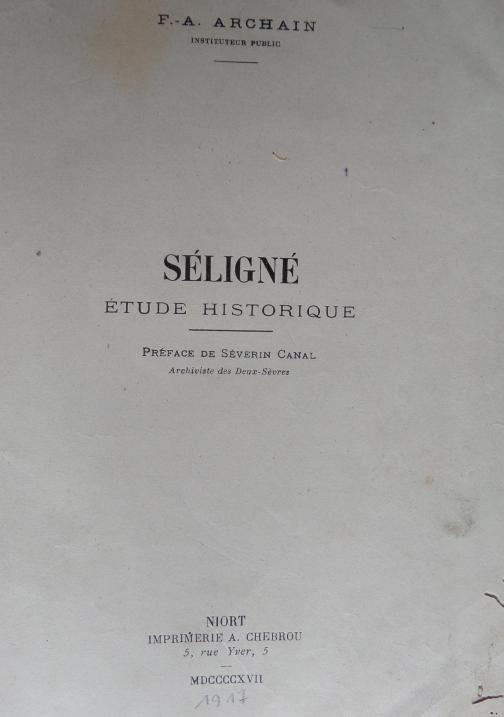 F.-A. ARCHAIN
INSTITUTEUR PUBLIC
SÉLIGNÉ
ÉTUDE HISTORIQUE
PRÉFACE DE SÉVERIN CANAL
Archiviste des Deux-Sèvres
NIORT
IMPRIMERIE A. CHEBROU
5, rue Yver, 5
MDCCCCXVII
1917